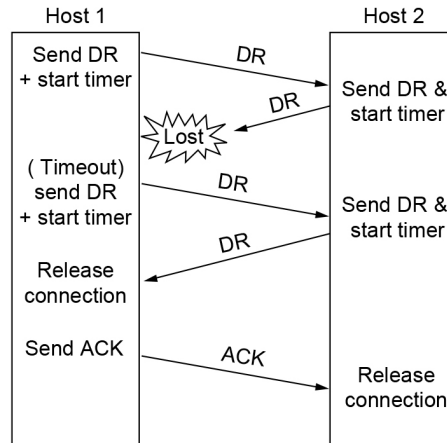 Host 1
Host 2
Send DR
+ start timer
DR
Send DR &
start timer
DR
Lost
( Timeout)
send DR
+ start timer
DR
Send DR &
start timer
DR
Release
connection
Send ACK
ACK
Release
connection